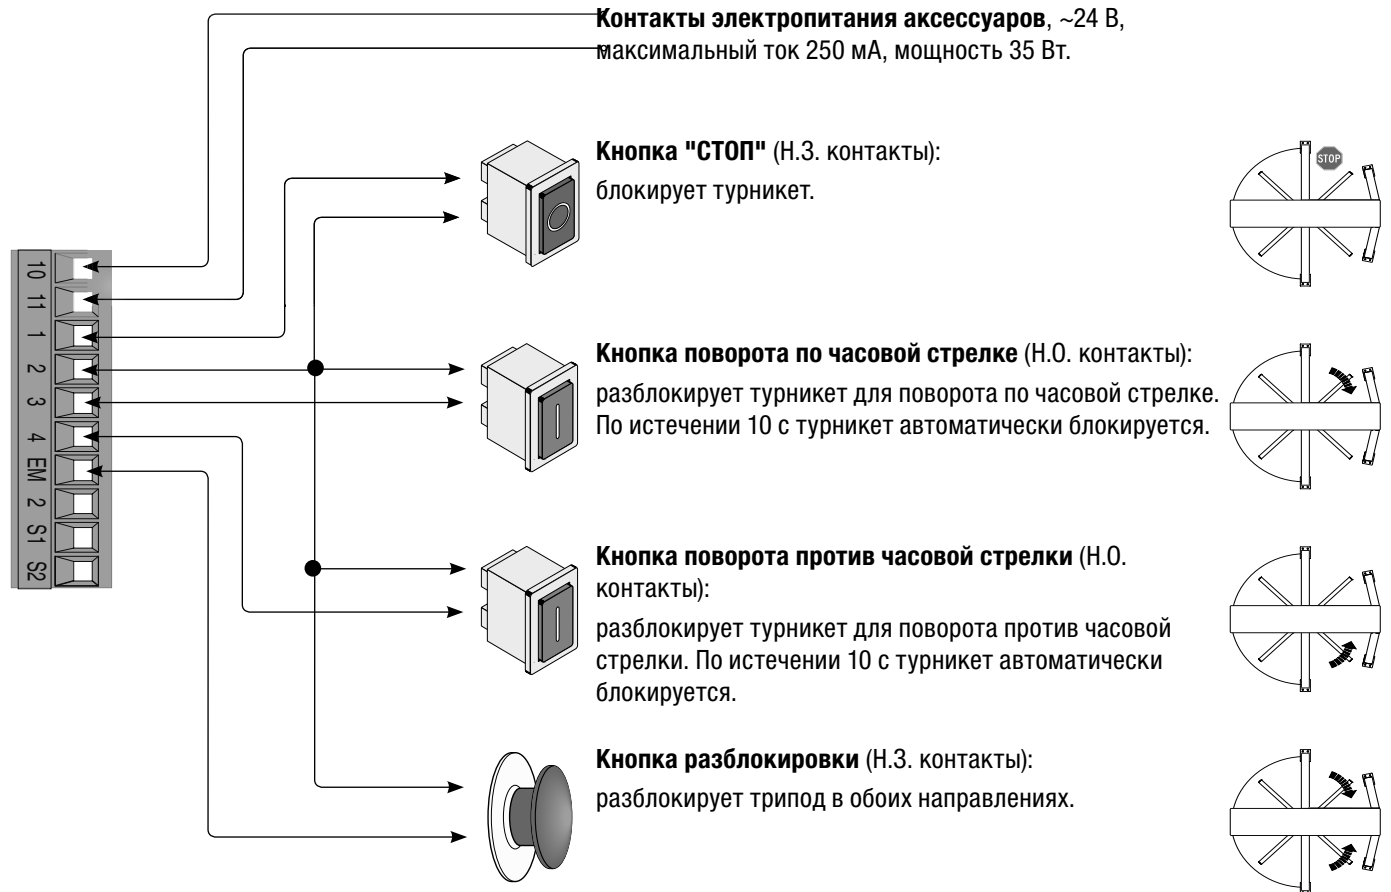 Контакты электропитания аксессуаров, ~24 В,
максимальный ток 250 мА, мощность 35 Вт.
Кнопка "СТОП" (Н.З. контакты):
блокирует турникет.
STOP
10
11
1
2
3
4
EM
2
S1
S2
Кнопка поворота по часовой стрелке (Н.О. контакты):
разблокирует турникет для поворота по часовой стрелке.
По истечении 10 с турникет автоматически блокируется.
Кнопка поворота против часовой стрелки (Н.О.
контакты):
разблокирует турникет для поворота против часовой
стрелки. По истечении 10 с турникет автоматически
блокируется.
Кнопка разблокировки (Н.З. контакты):
разблокирует трипод в обоих направлениях.